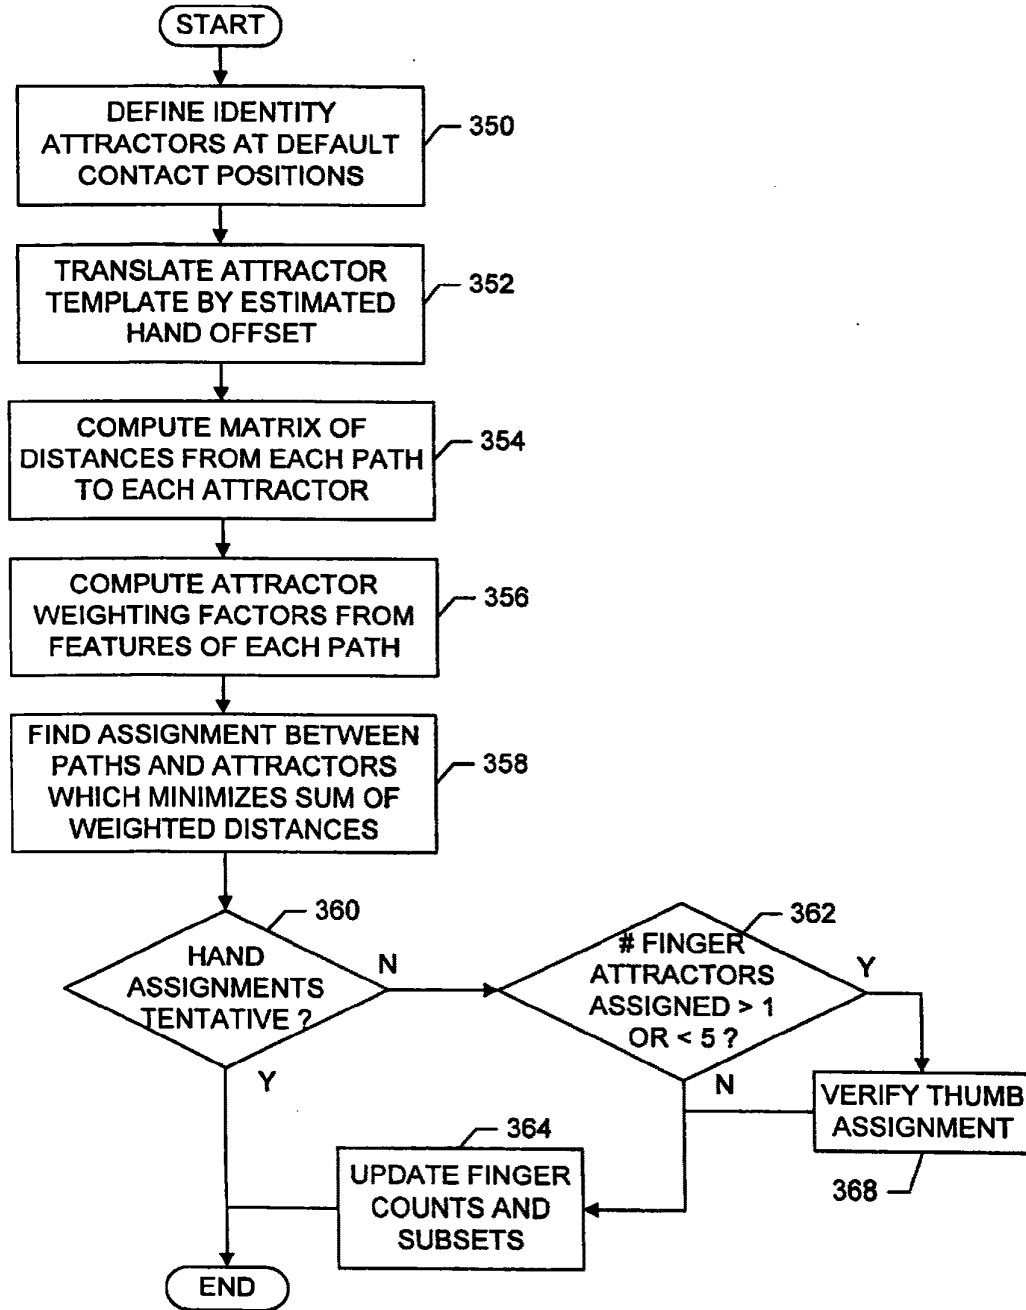 START
DEFINE IDENTITY
ATTRACTORS AT DEFAULT
CONTACT POSITIONS
350
TRANSLATE ATTRACTOR
TEMPLATE BY ESTIMATED
HAND OFFSET
352
COMPUTE MATRIX OF
DISTANCES FROM EACH PATH
TO EACH ATTRACTOR
354
COMPUTE ATTRACTOR
WEIGHTING FACTORS FROM
FEATURES OF EACH PATH
356
FIND ASSIGNMENT BETWEEN
PATHS AND ATTRACTORS
WHICH MINIMIZES SUM OF
WEIGHTED DISTANCES
358
360
HAND
ASSIGNMENTS
TENTATIVE ?
N
Y
362
# FINGER
ATTRACTORS
ASSIGNED > 1
OR < 5 ?
Y
N
VERIFY THUMB
ASSIGNMENT
368
364
UPDATE FINGER
COUNTS AND
SUBSETS
END